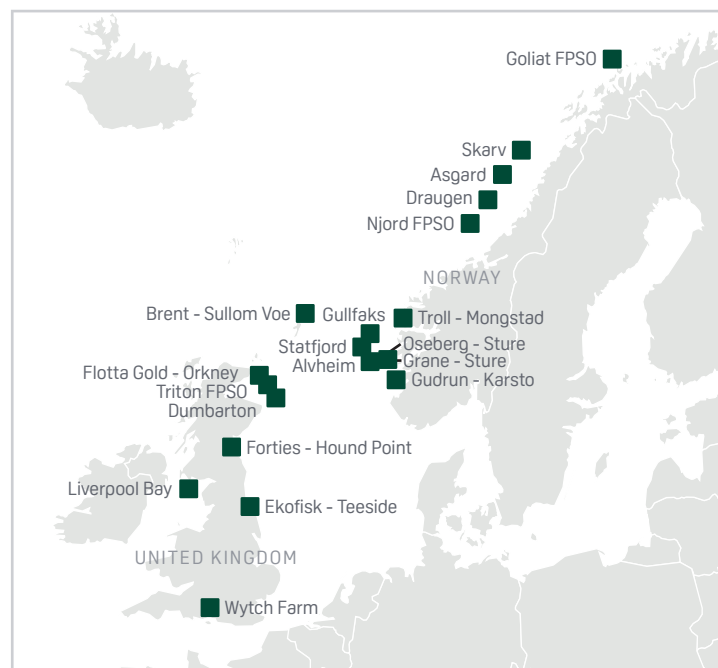 Goliat FPSO
Skarv
Asgard
Draugen
Njord FPSO
NORWAY
Brent - Sullom Voe
Gullfaks
Troll - Mongstad
Statfjord
Oseberg - Sture
Alvheim
Grane - Sture
Flotta Gold - Orkney
Gudrun - Karsto
Triton FPSO
Dumbarton
Forties - Hound Point
Liverpool Bay
Ekofisk - Teeside
UNITED KINGDOM
Wytch Farm